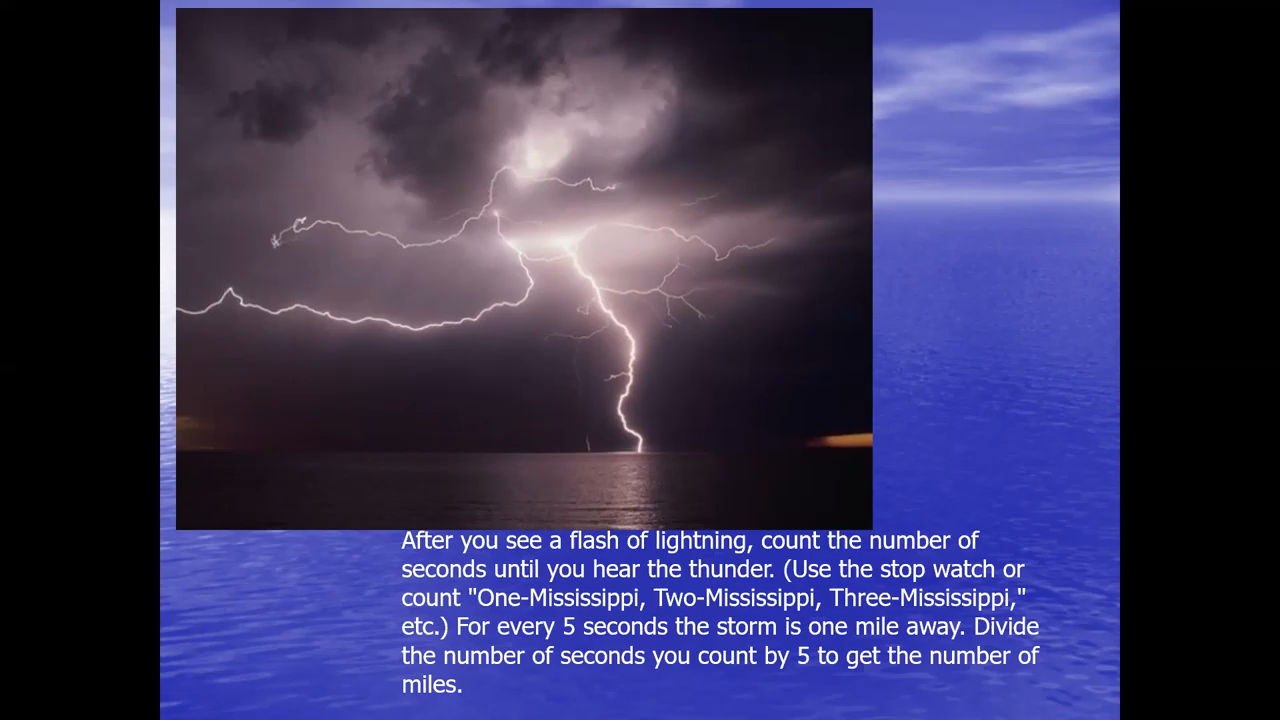 After you see a flash of lightning, count the number of
seconds until you hear the thunder. (Use the stop watch or
count "One-Mississippi, Two-Mississippi, Three-Mississippi,"
etc.) For every 5 seconds the storm is one mile away. Divide
the number of seconds you count by 5 to get the number of
miles.